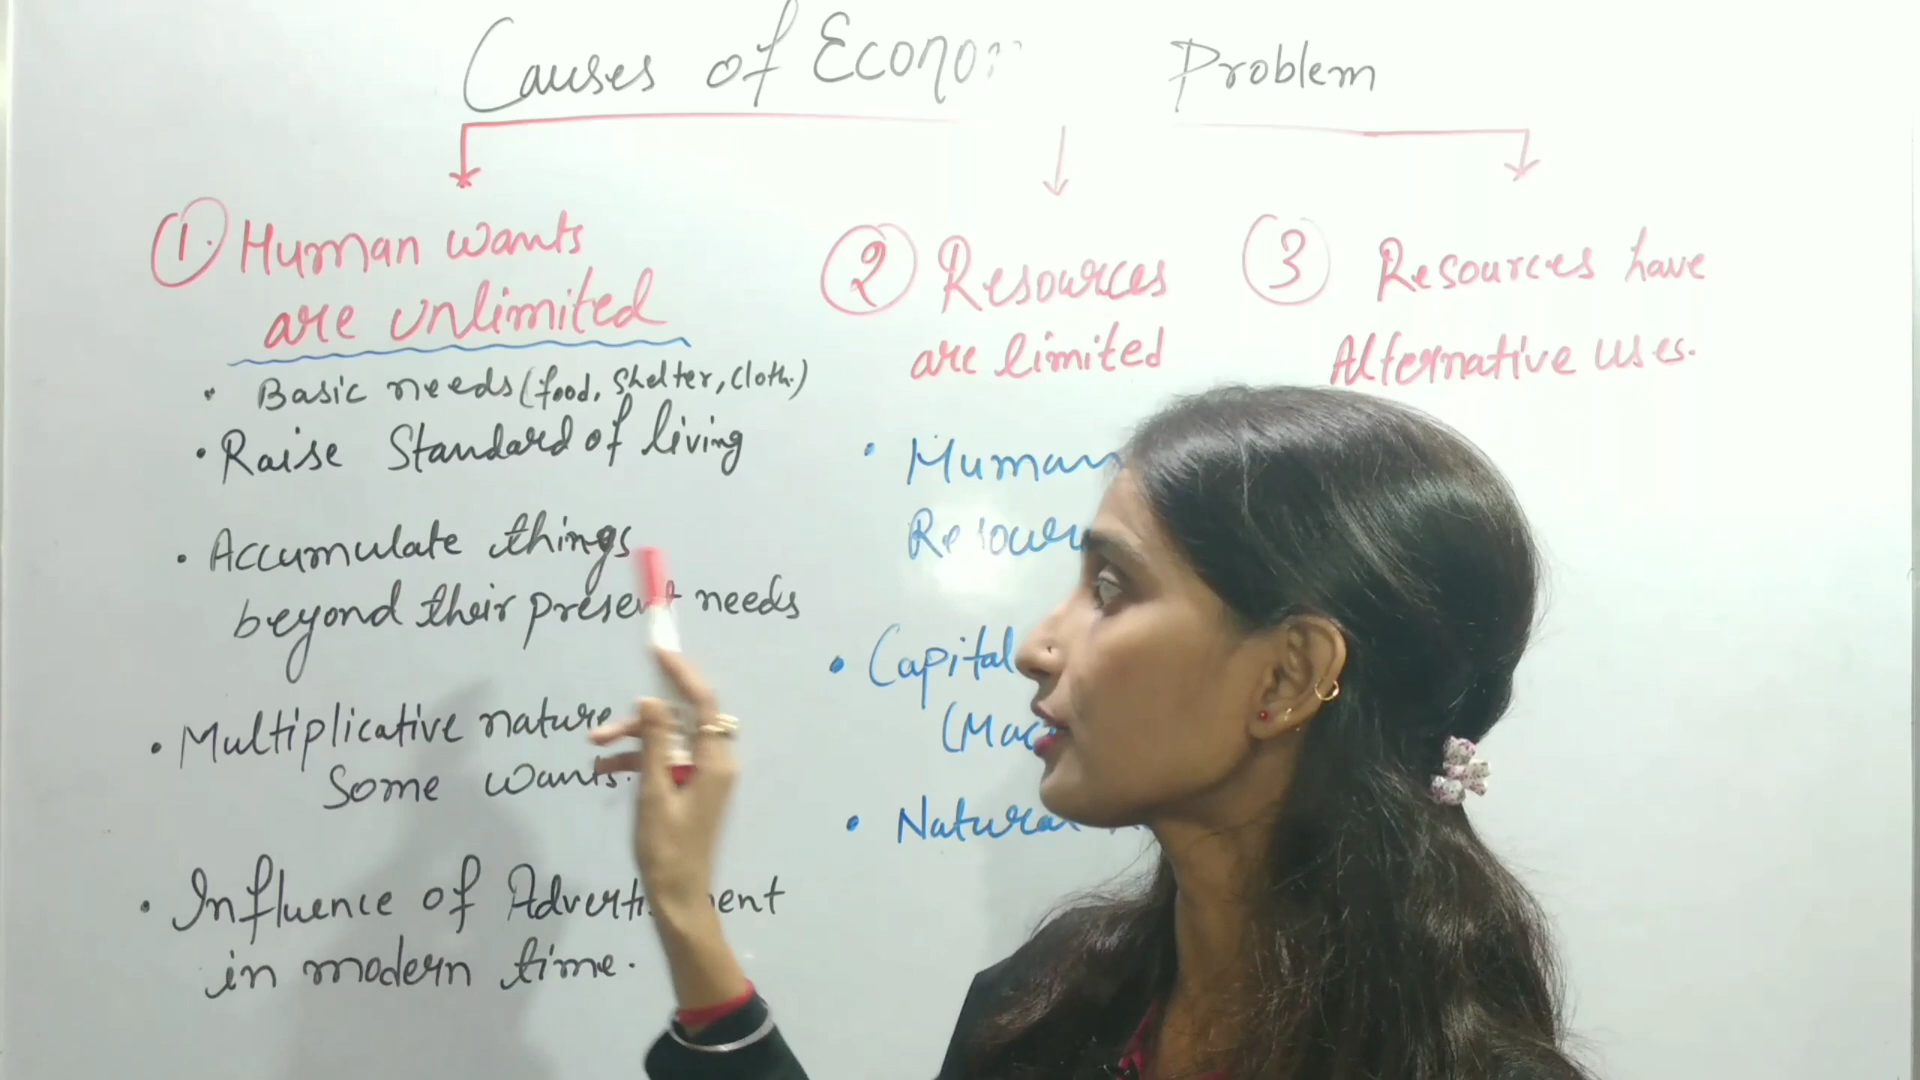 Causes of Problem
1. Human wants
are unlimited
• Basic needs (food, shelter, cloth.)
• Raise Standard of living
• Accumulate things
beyond their present needs
• Multiplicative nature
Some wants.
• Influence of
in modern time.
2 Resources
are limited
• Human
• Capital
• Natural
3 Resources have
Alternative uses.